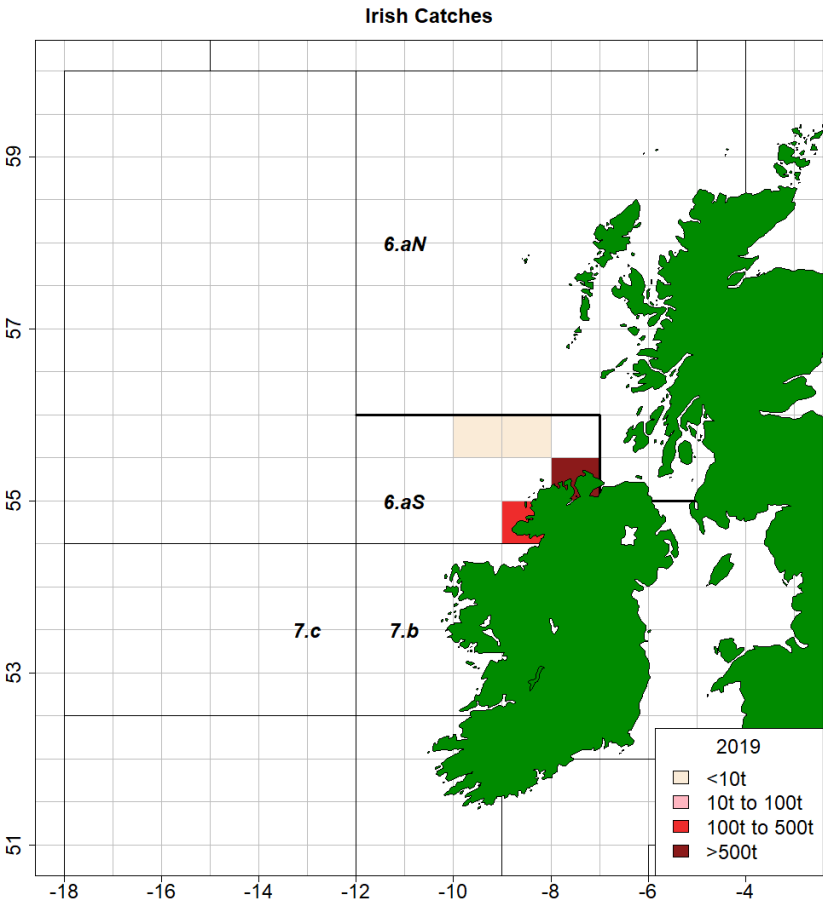 Irish Catches
59
57
55
53
51
6.aN
6.aS
7.c
7.b
2019
<10t
10t to 100t
100t to 500t
>500t
-18
-16
-14
-12
-10
-8
-6
-4